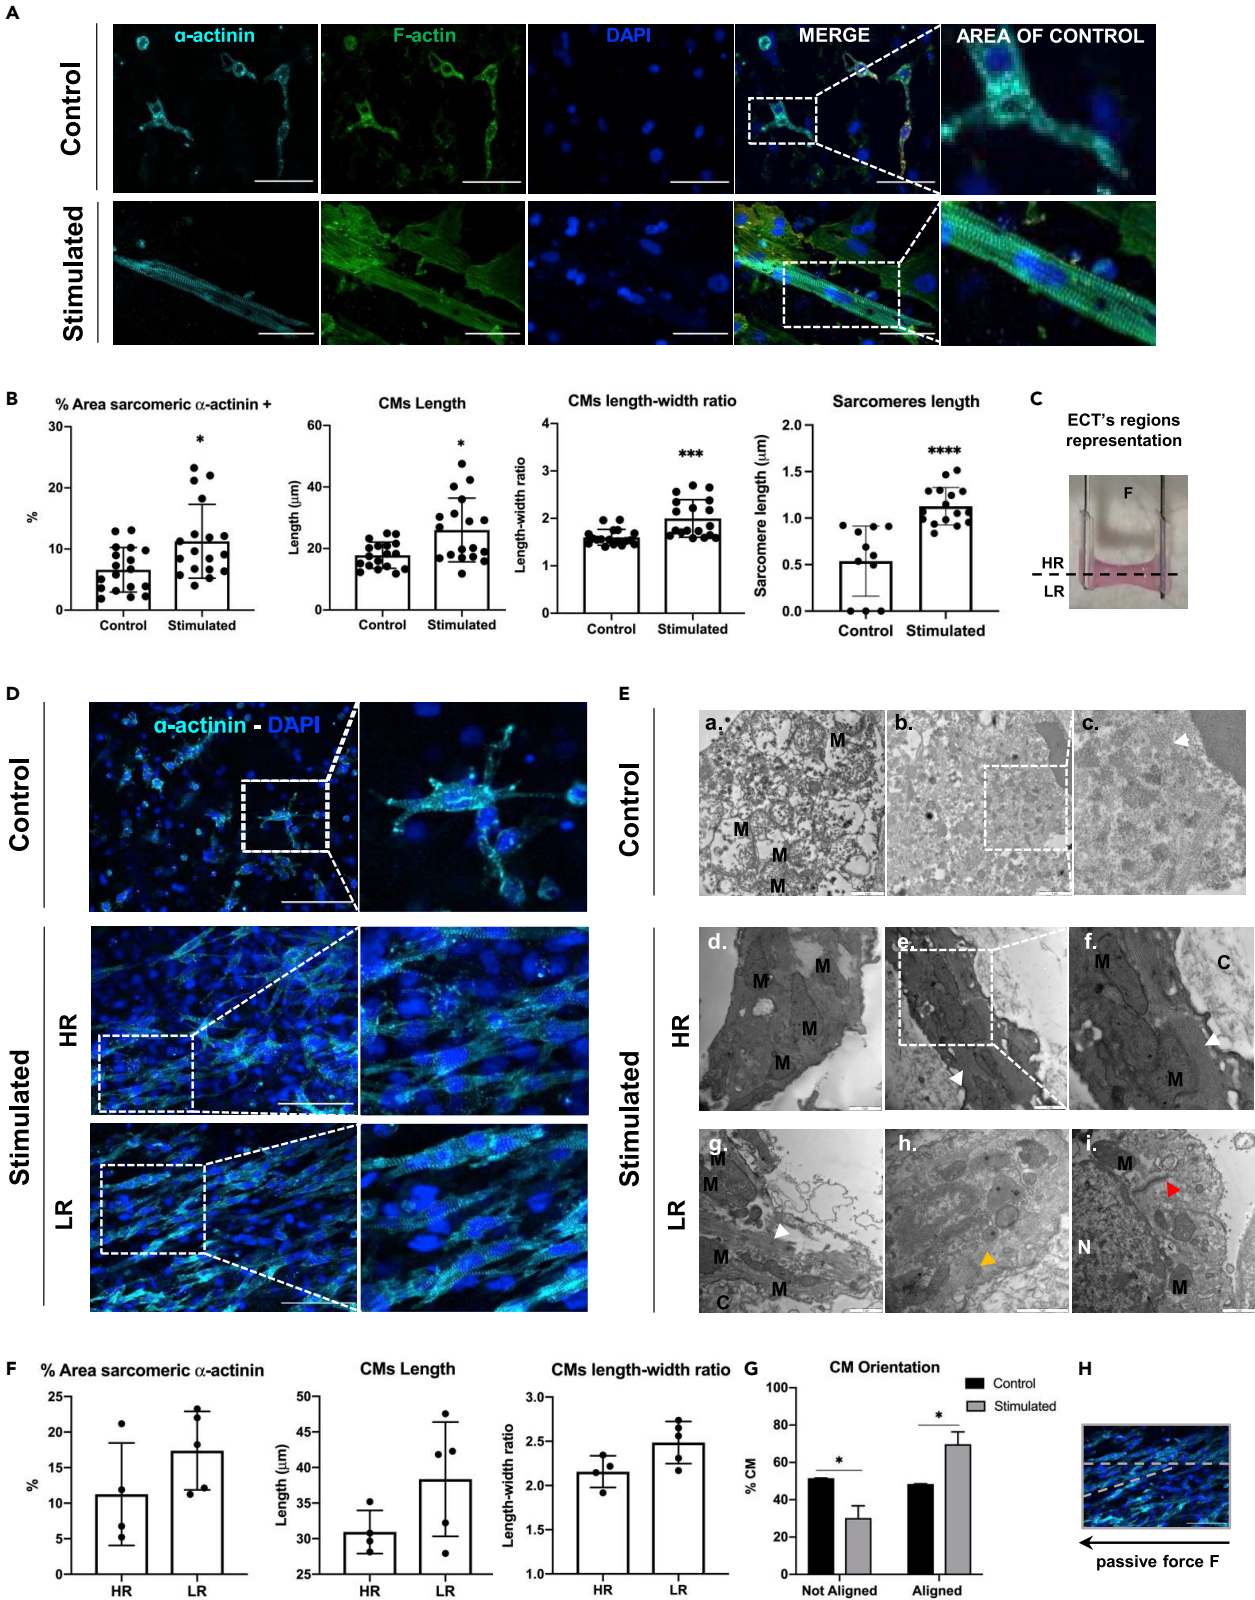 A
α-actinin
F-actin
DAPI
MERGE
AREA OF CONTROL
Control
Stimulated
B
% Area sarcomeric α-actinin +
30
20
10
0
%
Control
Stimulated
*
CMs Length
60
40
20
0
Length (μm)
Control
Stimulated
*
CMs length-width ratio
4
3
2
1
0
Length-width ratio
Control
Stimulated
***
Sarcomeres length
2.0
1.5
1.0
0.5
0.0
Sarcomere length (μm)
Control
Stimulated
****
C
ECT's regions
representation
F
HR
LR
D
α-actinin - DAPI
Control
Stimulated
HR
LR
E
Control
Stimulated
HR
LR
a.
M
M
M
M
b.
c.
d.
M
M
M
M
e.
f.
M
C
M
g.
M
M
M
M
C
h.
i.
M
N
M
F
% Area sarcomeric α-actinin
25
20
15
10
5
0
%
HR
LR
CMs Length
50
45
40
35
30
25
Length (μm)
HR
LR
CMs length-width ratio
3.0
2.5
2.0
1.5
1.0
Length-width ratio
HR
LR
G
CM Orientation
Control
Stimulated
100
80
60
40
20
0
% CM
*
*
Not Aligned
Aligned
H
passive force F